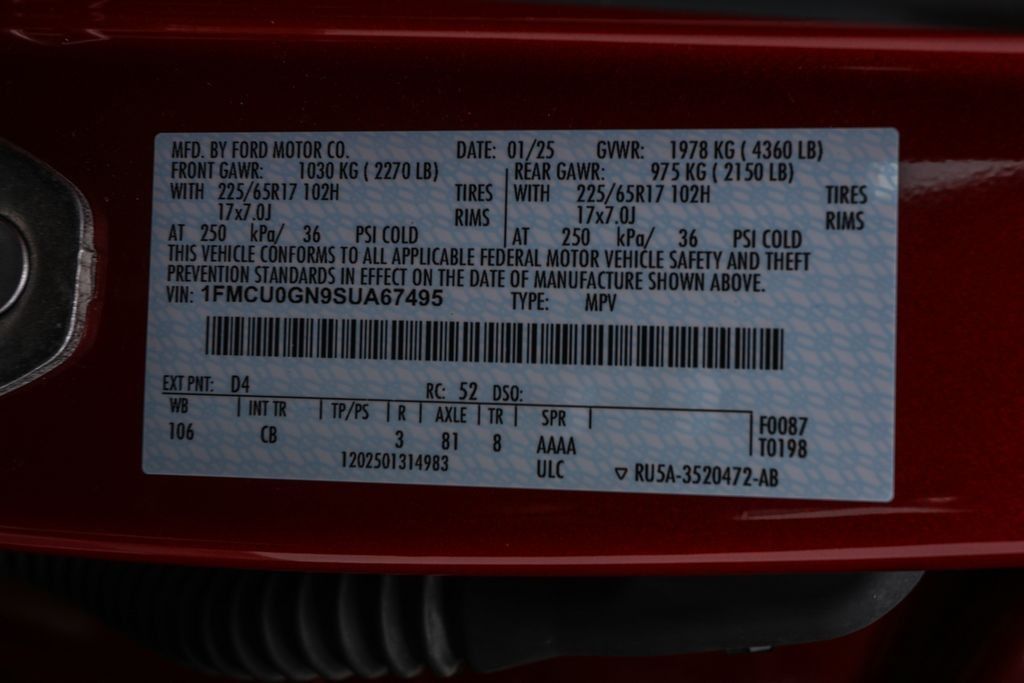 MFD. BY FORD MOTOR CO. DATE: 01/25 GVWR: 1978 KG ( 4360 LB)
FRONT GAWR: 1030 KG ( 2270 LB) REAR GAWR: 975 KG ( 2150 LB)
WITH 225/65R17 102H TIRES WITH 225/65R17 102H TIRES
17x7.0J RIMS 17x7.0J RIMS
AT 250 kPa/ 36 PSI COLD AT 250 kPa/ 36 PSI COLD
THIS VEHICLE CONFORMS TO ALL APPLICABLE FEDERAL MOTOR VEHICLE SAFETY AND THEFT
PREVENTION STANDARDS IN EFFECT ON THE DATE OF MANUFACTURE SHOWN ABOVE.
VIN: 1FMCU0GN9SUA67495 TYPE: MPV
EXT PNT: D4 RC: 52 DSO:
WB INT TR TP/PS R AXLE TR SPR F0087
106 CB 3 81 8 AAAA T0198
1202501314983 ULC ▽ RU5A-3520472-AB